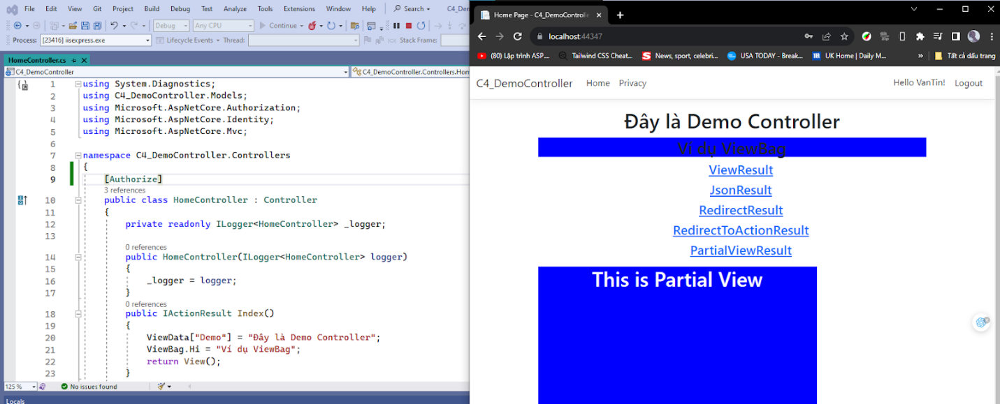 File Edit View Git Project Build Debug Test Analyze Tools Extensions Window Help Search C4_De
Debug Any CPU Continue
Process: [23416] iisexpress.exe Lifecycle Events Thread: Stack Frame:
HomeController.cs
C4_DemoController C4_DemoController.Controllers.Hom
1 using System.Diagnostics;
2 using C4_DemoController.Models;
3 using Microsoft.AspNetCore.Authorization;
4 using Microsoft.AspNetCore.Identity;
5 using Microsoft.AspNetCore.Mvc;
6
7 namespace C4_DemoController.Controllers
8 {
9 [Authorize]
3 references
10 public class HomeController : Controller
11 {
12 private readonly ILogger<HomeController> _logger;
13
0 references
14 public HomeController(ILogger<HomeController> logger)
15 {
16 _logger = logger;
17 }
0 references
18 public IActionResult Index()
19 {
20 ViewData["Demo"] = "Đây là Demo Controller";
21 ViewBag.Hi = "Ví dụ ViewBag";
22 return View();
23 }
125 % No issues found
Locals
Home Page - C4_DemoControlle
localhost:44347
(80) Lập trình ASP.... Tailwind CSS Cheat... News, sport, celebri... USA TODAY - Break... UK Home | Daily M... » Tất cả dấu trang
C4_DemoController Home Privacy Hello VanTin! Logout
Đây là Demo Controller
Ví dụ ViewBag
ViewResult
JsonResult
RedirectResult
RedirectToActionResult
PartialViewResult
This is Partial View